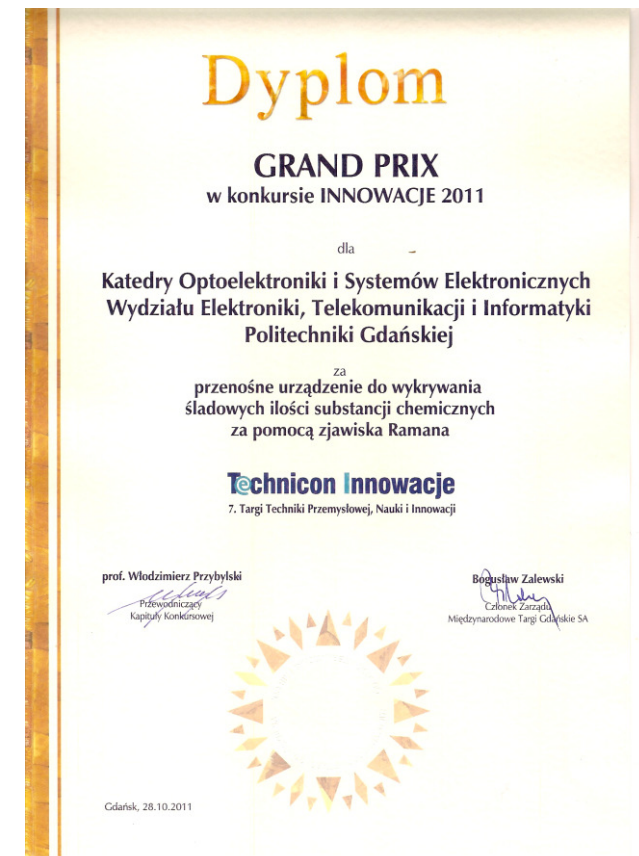 Dyplom
GRAND PRIX
w konkursie INNOWACJE 2011
dla
Katedry Optoelektroniki i Systemów Elektronicznych
Wydziału Elektroniki, Telekomunikacji i Informatyki
Politechniki Gdańskiej
za
przenośne urządzenie do wykrywania
śladowych ilości substancji chemicznych
za pomocą zjawiska Ramana
Technicon Innowacje
7. Targi Techniki Przemysłowej, Nauki i Innowacji
prof. Włodzimierz Przybylski
Przewodniczący
Kapituły Konkursowej
Bogusław Zalewski
Członek Zarządu
Międzynarodowe Targi Gdańskie SA
Gdańsk, 28.10.2011